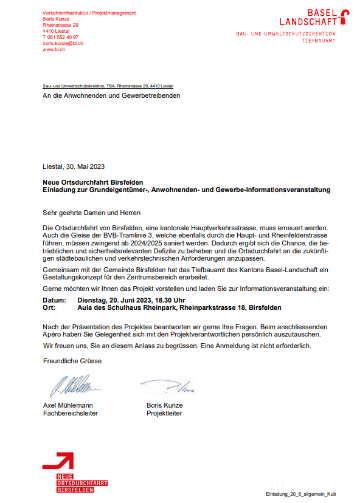 Verkehrsinfrastruktur / Projektmanagement
Boris Kunze
Rheinstrasse 29
4410 Liestal
T 061 552 40 97
boris.kunze@bl.ch
www.bl.ch
BASEL
LANDSCHAFT
BAU- UND UMWELTSCHUTZDIREKTION
TIEFBAUAMT
Bau- und Umweltschutzdirektion, TBA, Rheinstrasse 29, 4410 Liestal
An die Anwohnenden und Gewerbetreibenden
Liestal, 30. Mai 2023
Neue Ortsdurchfahrt Birsfelden
Einladung zur Grundeigentümer-, Anwohnenden- und Gewerbe-Informationsveranstaltung
Sehr geehrte Damen und Herren
Die Ortsdurchfahrt von Birsfelden, eine kantonale Hauptverkehrsstrasse, muss erneuert werden.
Auch die Gleise der BVB-Tramlinie 3, welche ebenfalls durch die Haupt- und Rheinfelderstrasse
führen, müssen zwingend ab 2024/2025 saniert werden. Dadurch ergibt sich die Chance, die be-
trieblichen und sicherheitsrelevanten Defizite zu beheben und die Ortsdurchfahrt an die zukünfti-
gen städtebaulichen und verkehrstechnischen Anforderungen anzupassen.
Gemeinsam mit der Gemeinde Birsfelden hat das Tiefbauamt des Kantons Basel-Landschaft ein
Gestaltungskonzept für den Zentrumsbereich erarbeitet.
Gerne möchten wir Ihnen das Projekt vorstellen und laden Sie zur Informationsveranstaltung ein:
Datum: Dienstag, 20. Juni 2023, 18.30 Uhr
Ort: Aula des Schulhaus Rheinpark, Rheinparkstrasse 18, Birsfelden
Nach der Präsentation des Projektes beantworten wir gerne Ihre Fragen. Beim anschliessenden
Apéro haben Sie Gelegenheit sich mit den Projektverantwortlichen persönlich auszutauschen.
Wir freuen uns, Sie an diesem Anlass zu begrüssen. Eine Anmeldung ist nicht erforderlich.
Freundliche Grüsse
Axel Mühlemann Boris Kunze
Fachbereichsleiter Projektleiter
NEUE
ORTSDURCHFAHRT
BIRSFELDEN
Einladung_20_6_allgemein_Kub